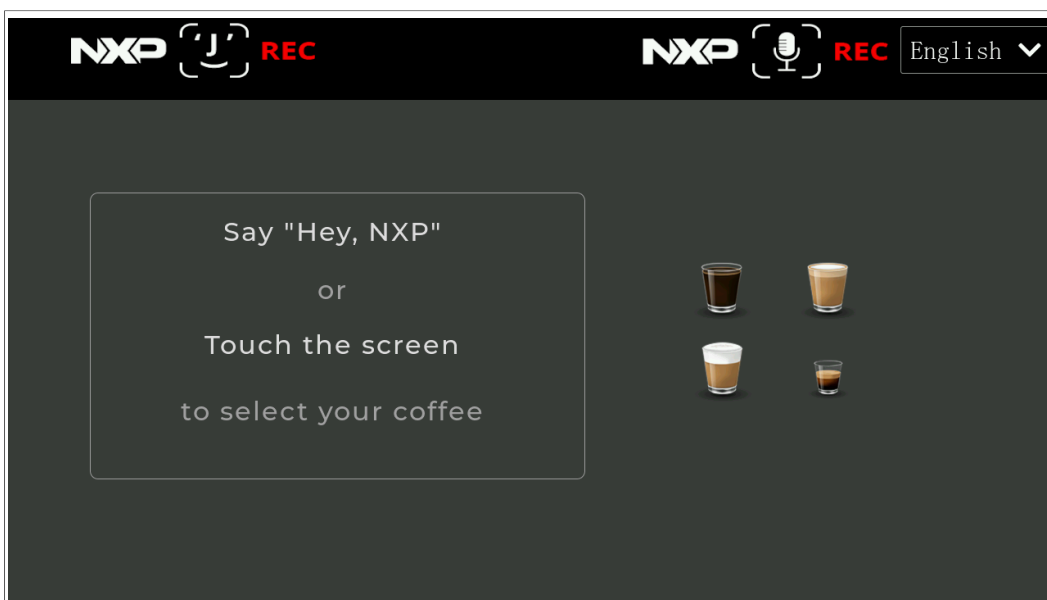 NXP REC
NXP REC English
Say "Hey, NXP"
or
Touch the screen
to select your coffee